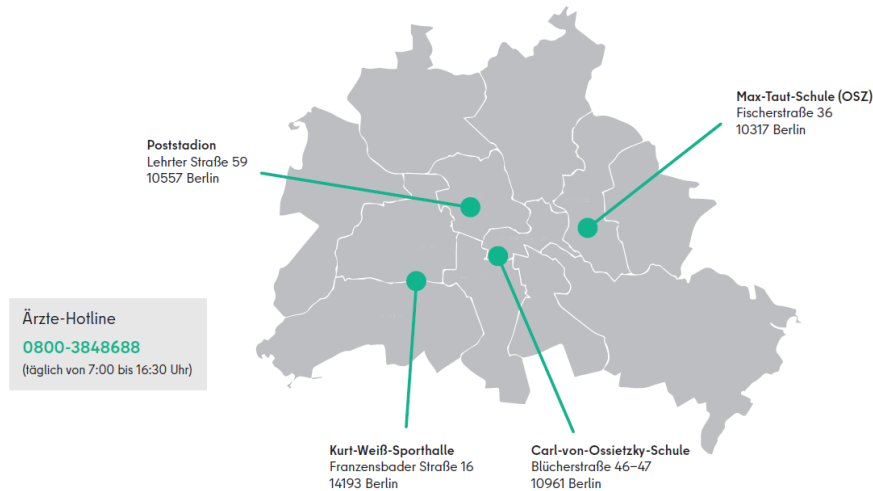 Max-Taut-Schule (OSZ)
Fischerstraße 36
10317 Berlin
Poststadion
Lehrter Straße 59
10557 Berlin
Ärzte-Hotline
0800-3848688
(täglich von 7:00 bis 16:30 Uhr)
Kurt-Weiß-Sporthalle
Franzensbader Straße 16
14193 Berlin
Carl-von-Ossietzky-Schule
Blücherstraße 46–47
10961 Berlin